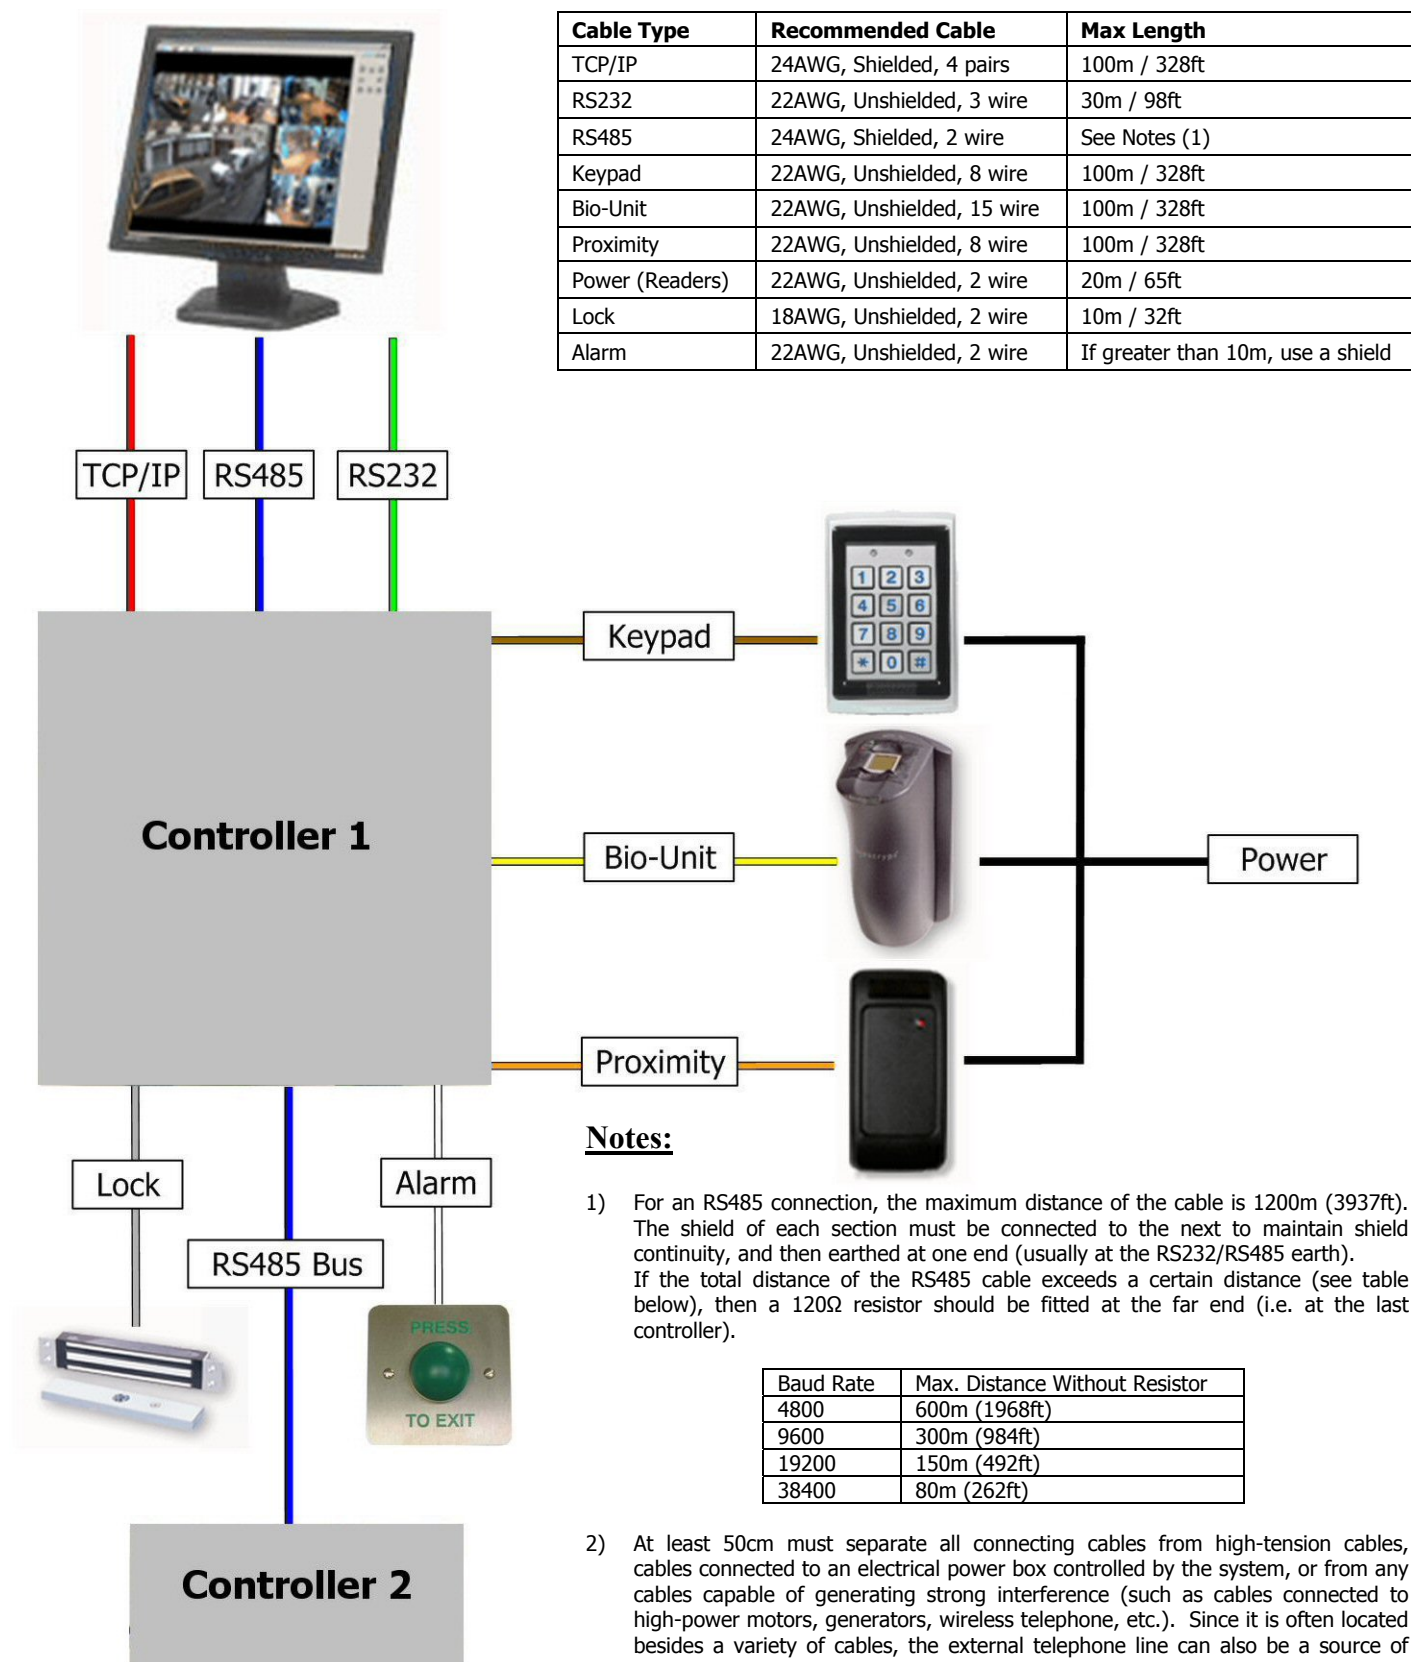 Cable Type Recommended Cable Max Length
TCP/IP 24AWG, Shielded, 4 pairs 100m / 328ft
RS232 22AWG, Unshielded, 3 wire 30m / 98ft
RS485 24AWG, Shielded, 2 wire See Notes (1)
Keypad 22AWG, Unshielded, 8 wire 100m / 328ft
Bio-Unit 22AWG, Unshielded, 15 wire 100m / 328ft
Proximity 22AWG, Unshielded, 8 wire 100m / 328ft
Power (Readers) 22AWG, Unshielded, 2 wire 20m / 65ft
Lock 18AWG, Unshielded, 2 wire 10m / 32ft
Alarm 22AWG, Unshielded, 2 wire If greater than 10m, use a shield
TCP/IP RS485 RS232
Keypad
1 2 3
4 5 6
7 8 9
* 0 #
Controller 1
Bio-Unit
Power
Proximity
Lock
Alarm
RS485 Bus
PRESS
TO EXIT
Controller 2
Notes:
1) For an RS485 connection, the maximum distance of the cable is 1200m (3937ft).
The shield of each section must be connected to the next to maintain shield
continuity, and then earthed at one end (usually at the RS232/RS485 earth).
If the total distance of the RS485 cable exceeds a certain distance (see table
below), then a 120Ω resistor should be fitted at the far end (i.e. at the last
controller).
Baud Rate Max. Distance Without Resistor
4800 600m (1968ft)
9600 300m (984ft)
19200 150m (492ft)
38400 80m (262ft)
2) At least 50cm must separate all connecting cables from high-tension cables,
cables connected to an electrical power box controlled by the system, or from any
cables capable of generating strong interference (such as cables connected to
high-power motors, generators, wireless telephone, etc.). Since it is often located
besides a variety of cables, the external telephone line can also be a source of